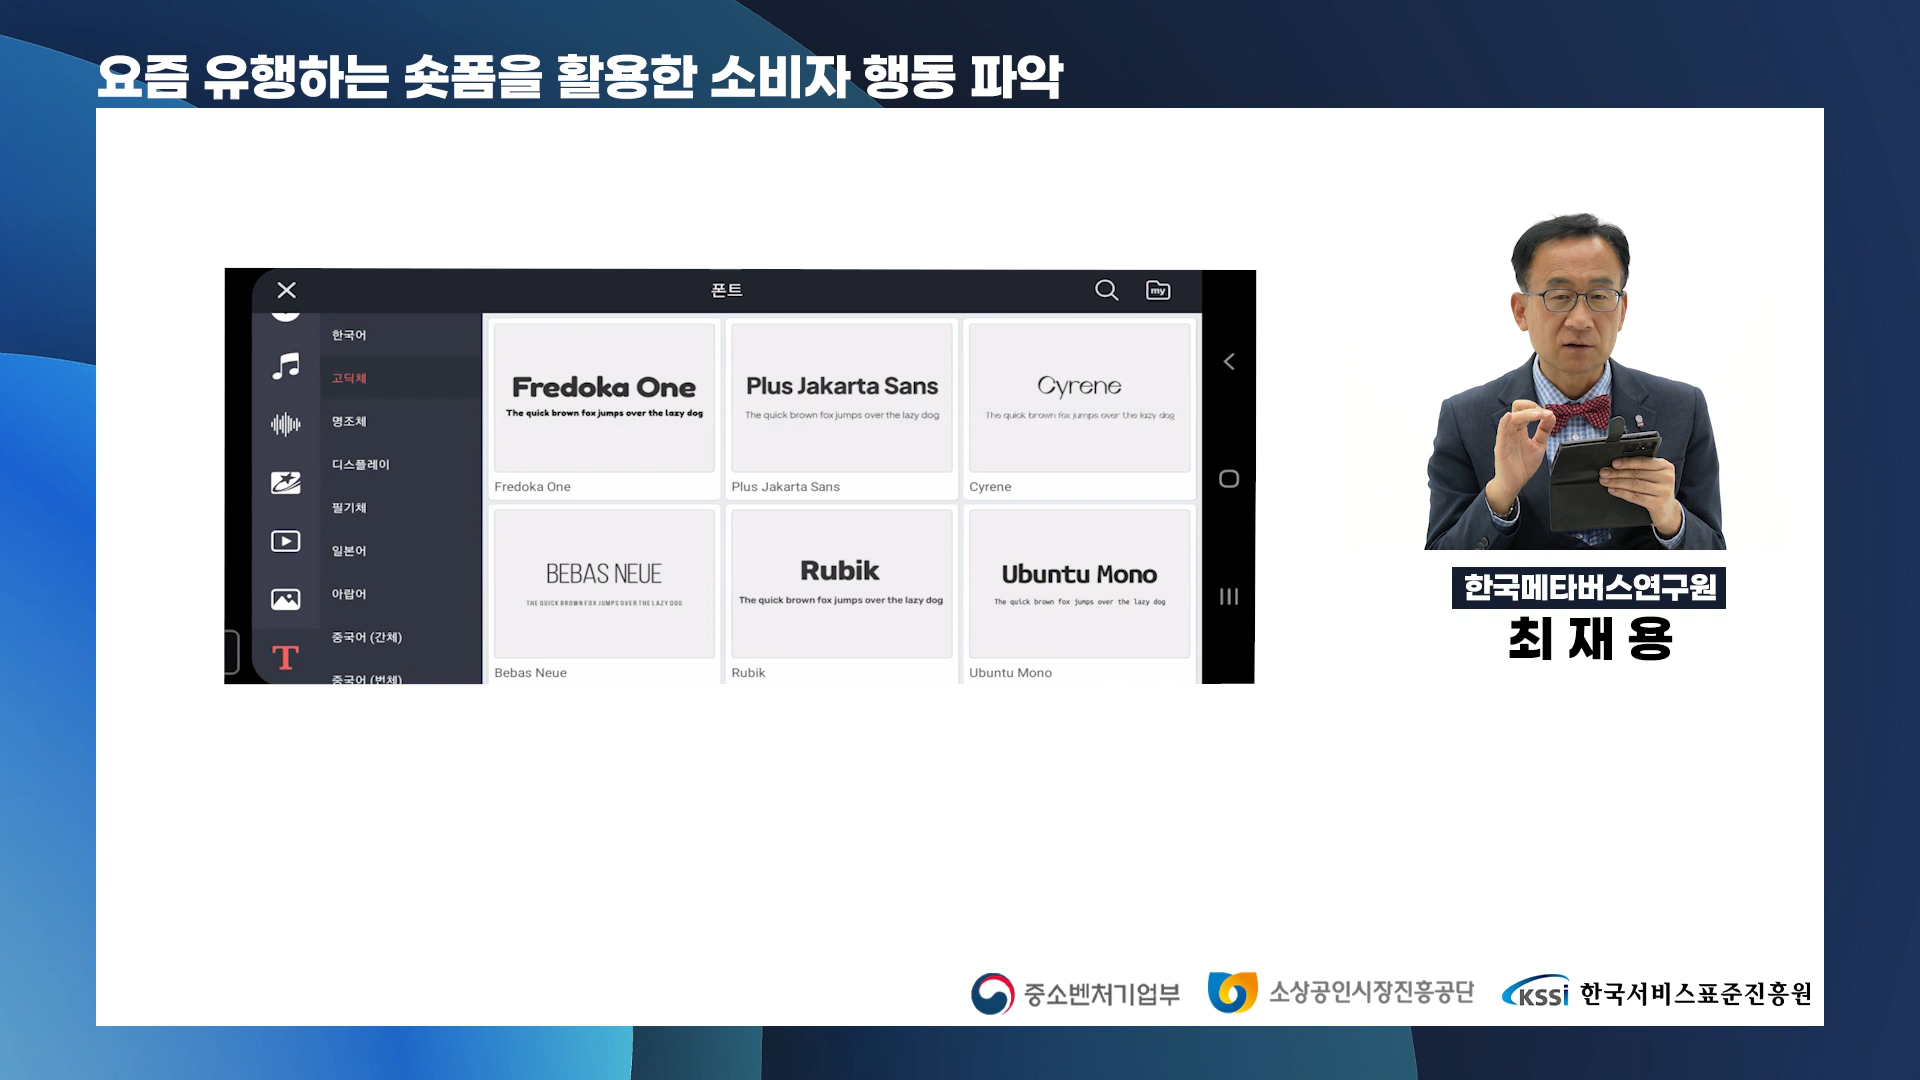 요즘 유행하는 숏폼을 활용한 소비자 행동 파악
폰트
my
한국어
고딕체
명조체
디스플레이
필기체
일본어
아랍어
중국어 (간체)
중국어 (번체)
T
Fredoka One
The quick brown fox jumps over the lazy dog
Fredoka One
Plus Jakarta Sans
The quick brown fox jumps over the lazy dog
Plus Jakarta Sans
Cyrene
The quick brown fox jumps over the lazy dog
Cyrene
BEBAS NEUE
THE QUICK BROWN FOX JUMPS OVER THE LAZY DOG
Bebas Neue
Rubik
The quick brown fox jumps over the lazy dog
Rubik
Ubuntu Mono
The quick brown fox jumps over the lazy dog
Ubuntu Mono
한국메타버스연구원
최재용
중소벤처기업부
소상공인시장진흥공단
KSSi 한국서비스표준진흥원